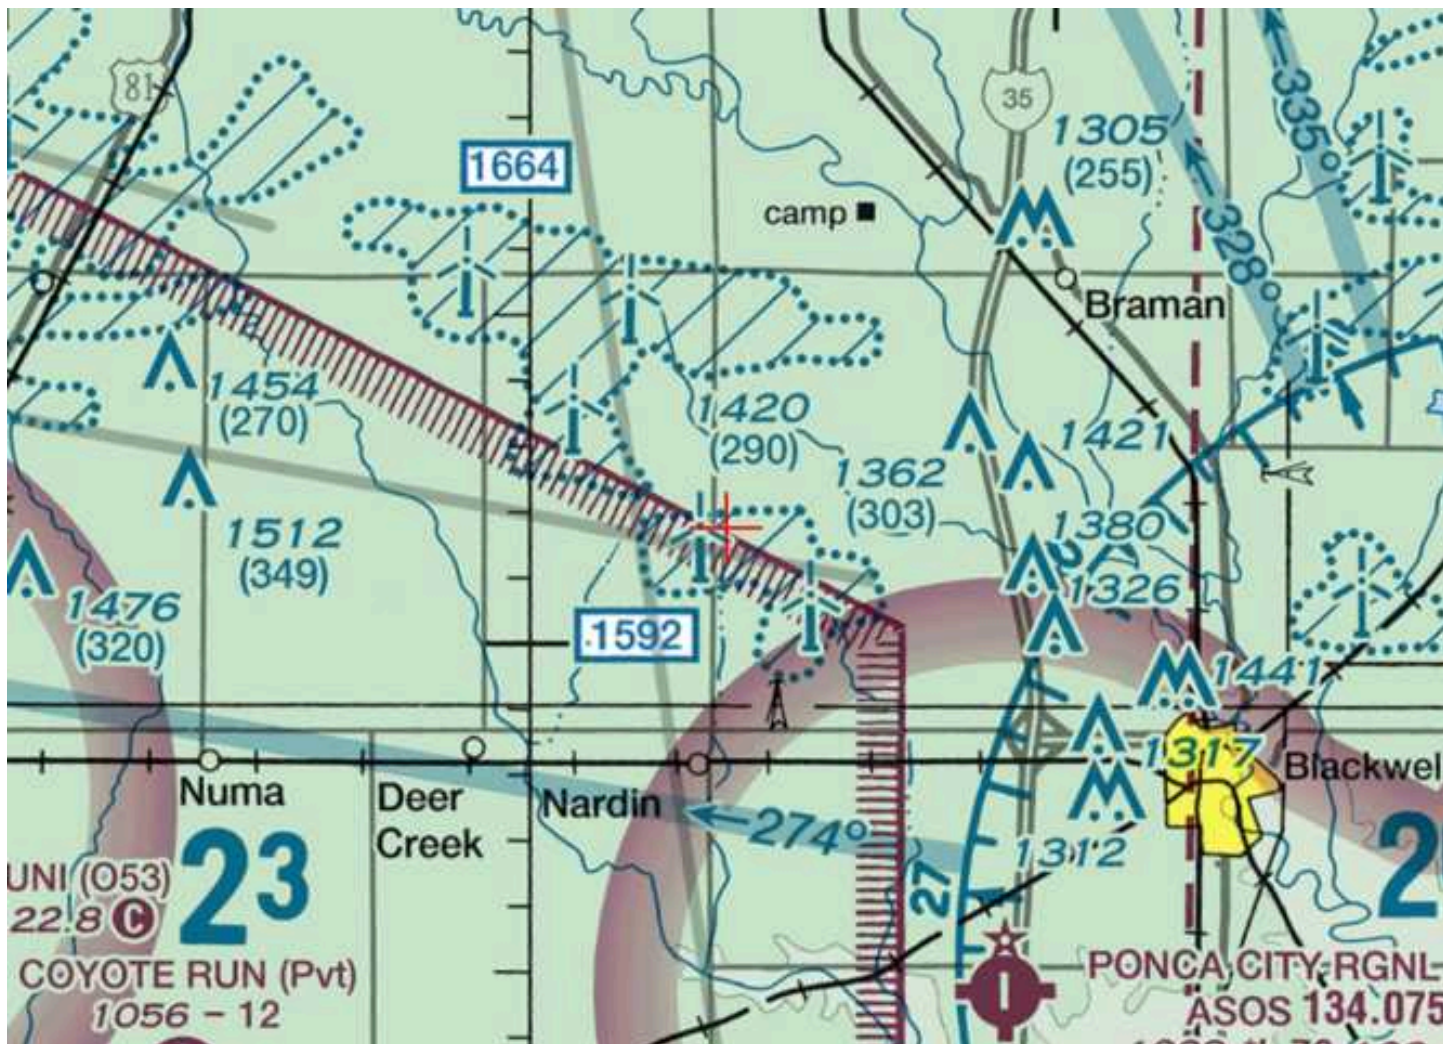 81
35
1305
(255)
335°
1664
camp
328°
Braman
1454
(270)
1420
(290)
1421
1362
(303)
1512
(349)
1380
1326
1476
(320)
1592
1441
1317
Blackwel
Numa
Deer
Creek
Nardin
274°
1312
23
27
2
UNI (O53)
22.8 C
COYOTE RUN (Pvt)
1056 - 12
PONCA CITY RGNL
ASOS 134.075